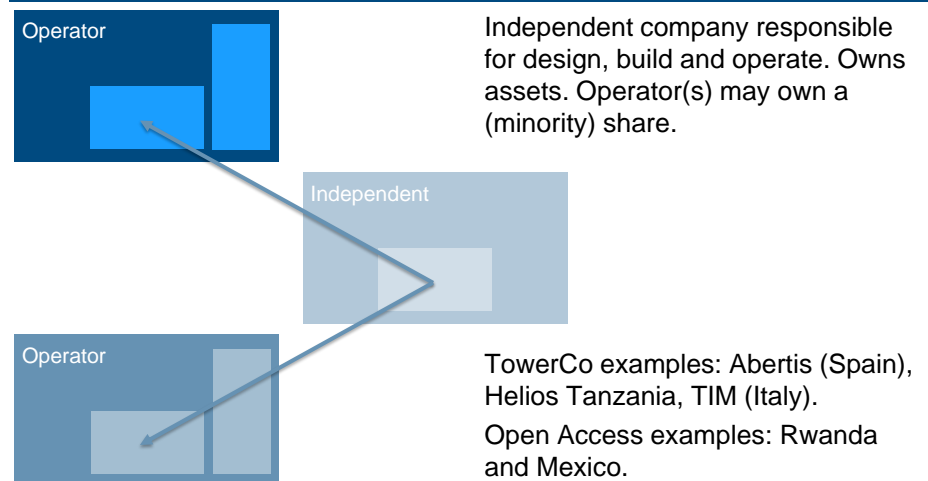 Operator
Independent company responsible
for design, build and operate. Owns
assets. Operator(s) may own a
(minority) share.
Independent
Operator
TowerCo examples: Abertis (Spain),
Helios Tanzania, TIM (Italy).
Open Access examples: Rwanda
and Mexico.